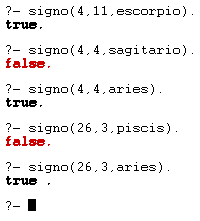 ?- signo(4,11,escorpio).
true.
?- signo(4,4,sagitario).
false.
?- signo(4,4,aries).
true.
?- signo(26,3,piscis).
false.
?- signo(26,3,aries).
true .
?-